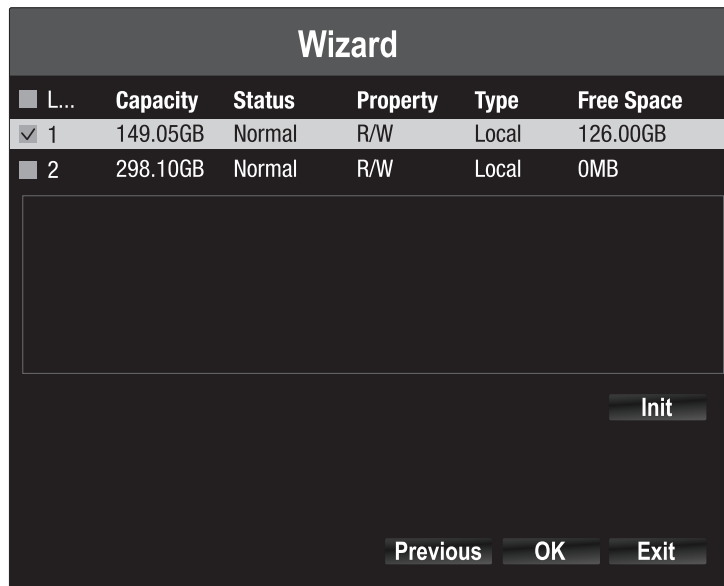 Wizard
L... Capacity Status Property Type Free Space
1 149.05GB Normal R/W Local 126.00GB
2 298.10GB Normal R/W Local 0MB
Init
Previous OK Exit